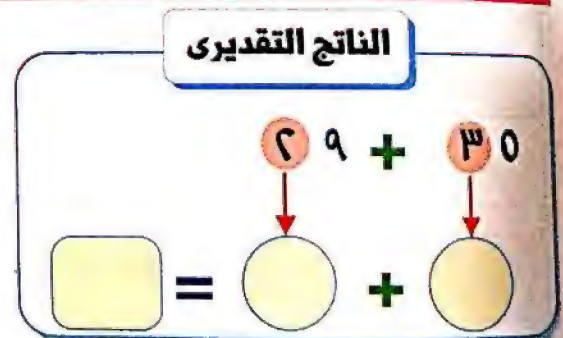 الناتج التقديرى
٣٥ + ٢٩
+ =